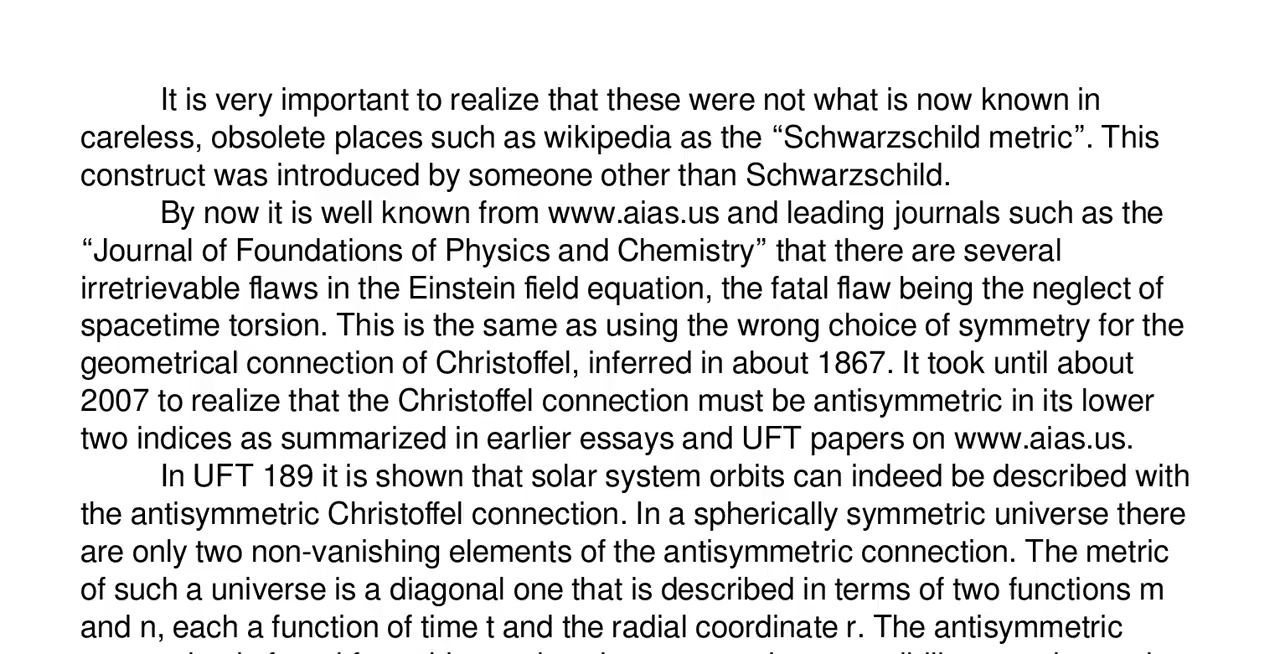 It is very important to realize that these were not what is now known in
careless, obsolete places such as wikipedia as the “Schwarzschild metric”. This
construct was introduced by someone other than Schwarzschild.
By now it is well known from www.aias.us and leading journals such as the
“Journal of Foundations of Physics and Chemistry” that there are several
irretrievable flaws in the Einstein field equation, the fatal flaw being the neglect of
spacetime torsion. This is the same as using the wrong choice of symmetry for the
geometrical connection of Christoffel, inferred in about 1867. It took until about
2007 to realize that the Christoffel connection must be antisymmetric in its lower
two indices as summarized in earlier essays and UFT papers on www.aias.us.
In UFT 189 it is shown that solar system orbits can indeed be described with
the antisymmetric Christoffel connection. In a spherically symmetric universe there
are only two non-vanishing elements of the antisymmetric connection. The metric
of such a universe is a diagonal one that is described in terms of two functions m
and n, each a function of time t and the radial coordinate r. The antisymmetric